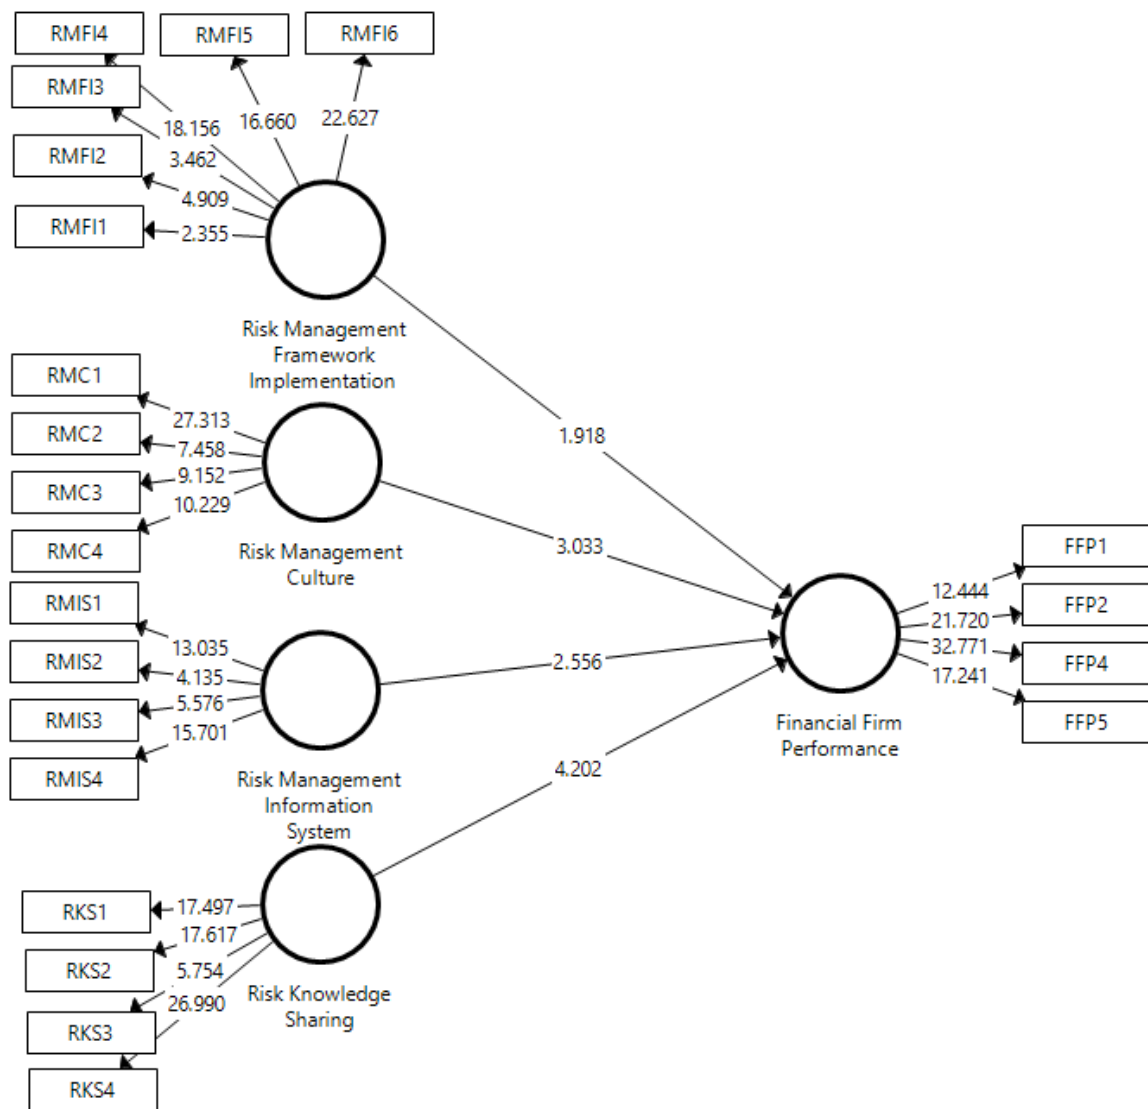 RMFI4
RMFI5
RMFI6
RMFI3
18.156
16.660
22.627
RMFI2
3.462
4.909
RMFI1
2.355
Risk Management
Framework
Implementation
RMC1
27.313
RMC2
7.458
9.152
RMC3
10.229
RMC4
Risk Management
Culture
1.918
3.033
RMIS1
13.035
RMIS2
4.135
5.576
RMIS3
15.701
RMIS4
Risk Management
Information
System
2.556
4.202
FFP1
12.444
FFP2
21.720
32.771
FFP4
17.241
FFP5
Financial Firm
Performance
RKS1
17.497
17.617
RKS2
5.754
26.990
RKS3
RKS4
Risk Knowledge
Sharing